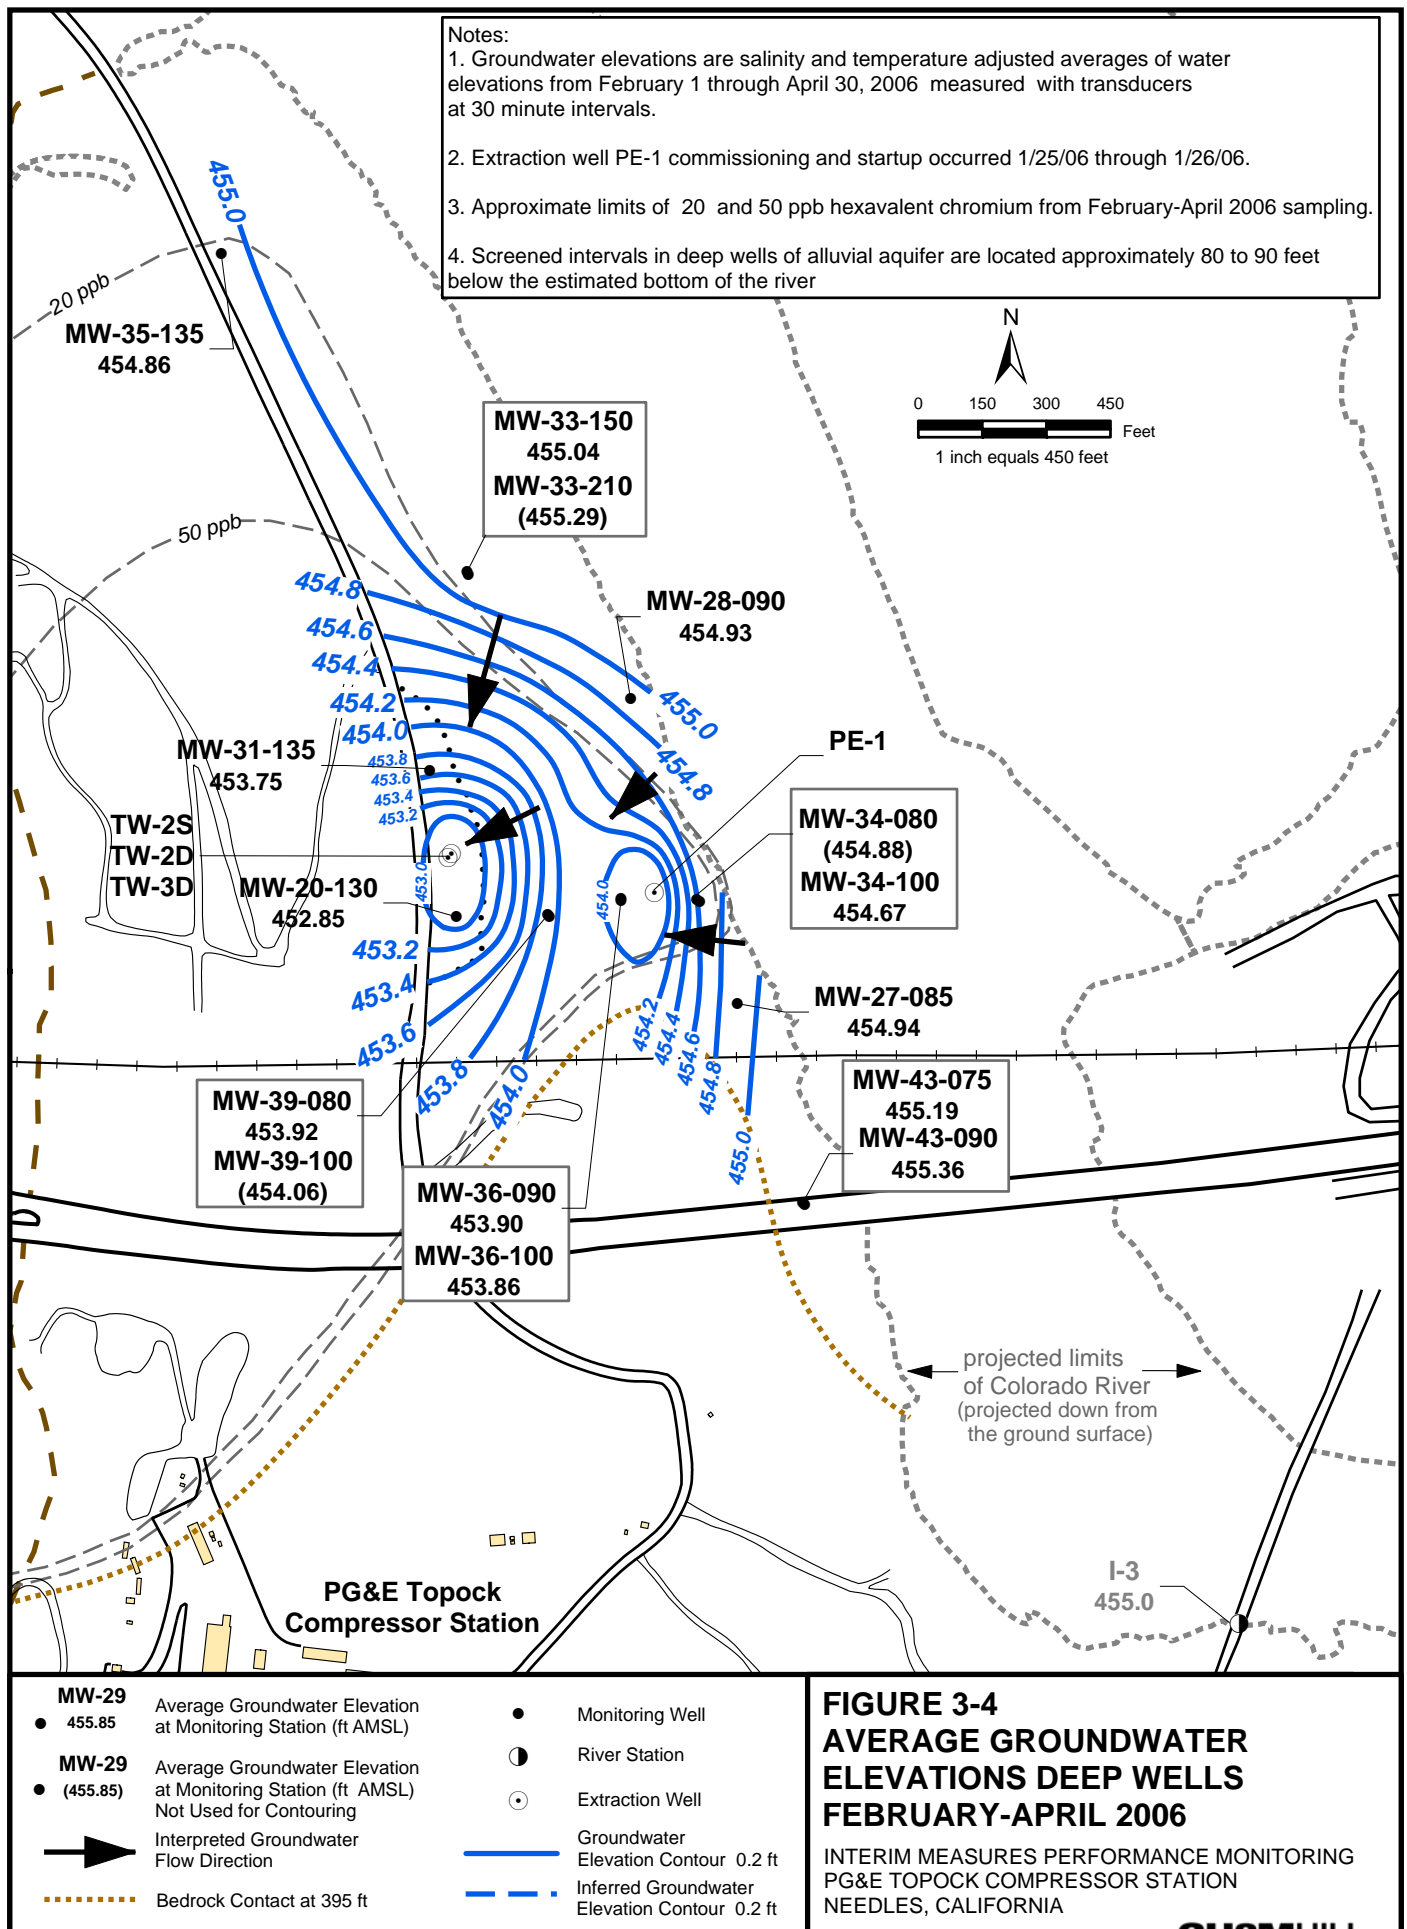 Notes:
1. Groundwater elevations are salinity and temperature adjusted averages of water
elevations from February 1 through April 30, 2006 measured with transducers
at 30 minute intervals.
2. Extraction well PE-1 commissioning and startup occurred 1/25/06 through 1/26/06.
3. Approximate limits of 20 and 50 ppb hexavalent chromium from February-April 2006 sampling.
4. Screened intervals in deep wells of alluvial aquifer are located approximately 80 to 90 feet
below the estimated bottom of the river
455.0
20 ppb
MW-35-135
454.86
N
0 150 300 450
Feet
1 inch equals 450 feet
MW-33-150
455.04
MW-33-210
(455.29)
50 ppb
454.8
454.6
454.4
454.2
454.0
453.8
453.6
453.4
453.2
MW-28-090
454.93
455.0
454.8
PE-1
MW-31-135
453.75
TW-2S
TW-2D
TW-3D
MW-20-130
452.85
453.0
454.0
MW-34-080
(454.88)
MW-34-100
454.67
453.2
453.4
453.6
453.8
454.0
454.2
454.4
454.6
454.8
455.0
MW-27-085
454.94
MW-43-075
455.19
MW-43-090
455.36
MW-39-080
453.92
MW-39-100
(454.06)
MW-36-090
453.90
MW-36-100
453.86
projected limits
of Colorado River
(projected down from
the ground surface)
I-3
455.0
PG&E Topock
Compressor Station
MW-29
455.85
Average Groundwater Elevation
at Monitoring Station (ft AMSL)
MW-29
(455.85)
Average Groundwater Elevation
at Monitoring Station (ft AMSL)
Not Used for Contouring
Interpreted Groundwater
Flow Direction
Bedrock Contact at 395 ft
Monitoring Well
River Station
Extraction Well
Groundwater
Elevation Contour 0.2 ft
Inferred Groundwater
Elevation Contour 0.2 ft
FIGURE 3-4
AVERAGE GROUNDWATER
ELEVATIONS DEEP WELLS
FEBRUARY-APRIL 2006
INTERIM MEASURES PERFORMANCE MONITORING
PG&E TOPOCK COMPRESSOR STATION
NEEDLES, CALIFORNIA